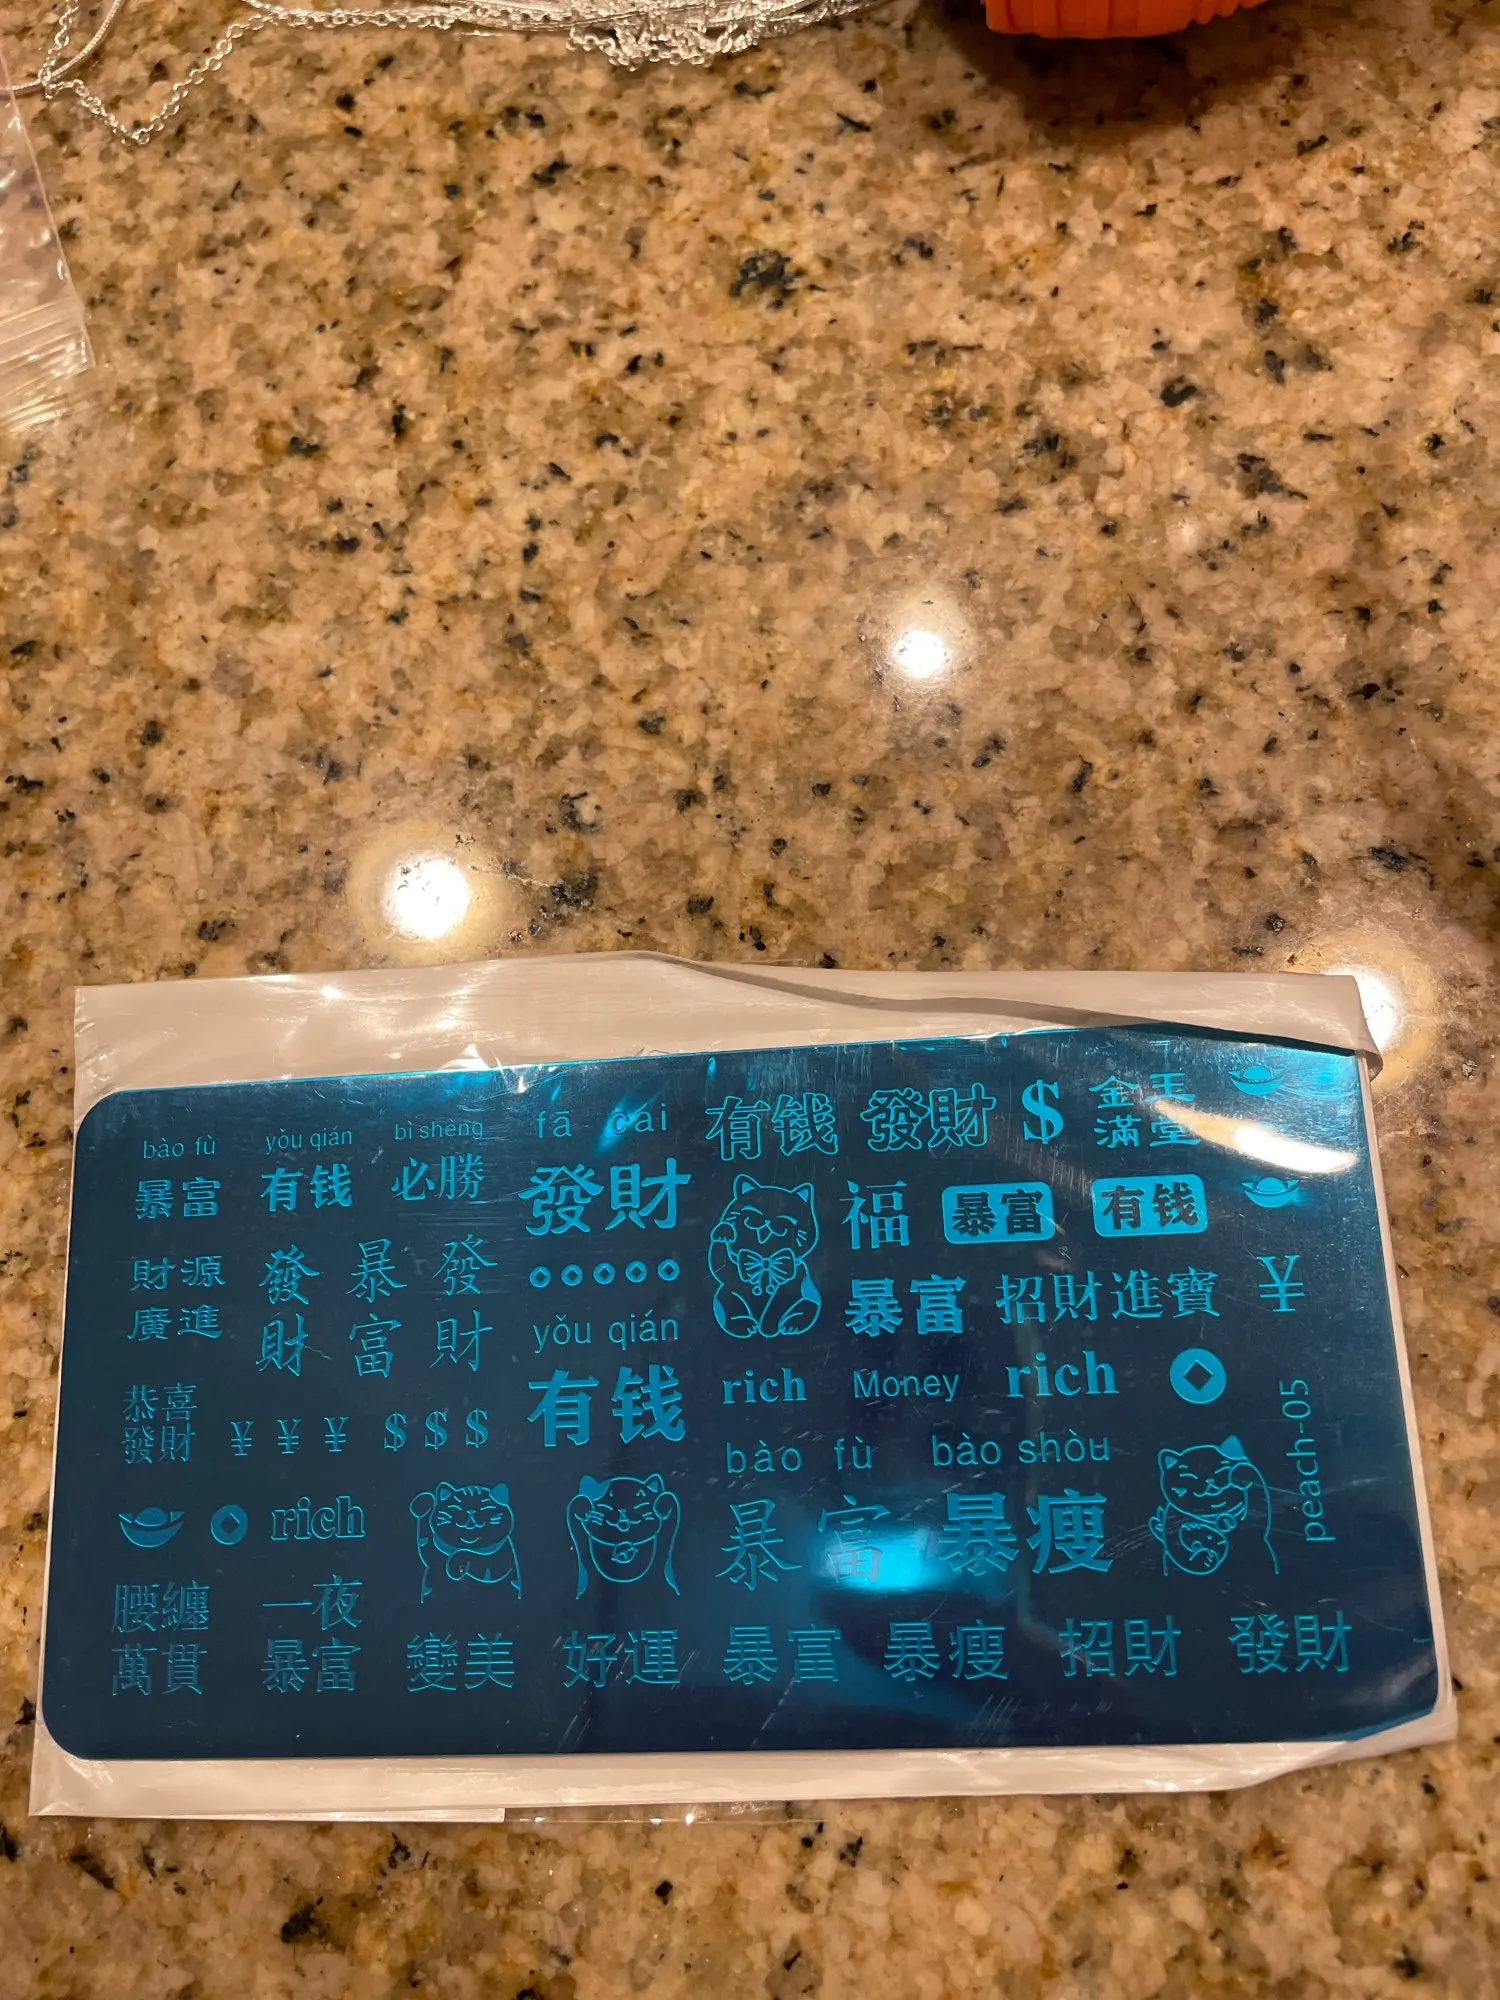 bào fù
暴富
yǒu qián
有钱
bì shèng
必勝
fā cái
發財
有钱
發財
$
金玉
滿堂
財源
廣進
發財
暴富
發財
yǒu qián
有钱
福
暴富
有钱
暴富
招財進寶
¥
恭喜
發財
¥ ¥ ¥
$ $ $
rich
Money
rich
rich
bào fù
暴富
bào shòu
暴瘦
peach-05
腰纏
萬貫
一夜
暴富
變美
好運
暴富
暴瘦
招財
發財